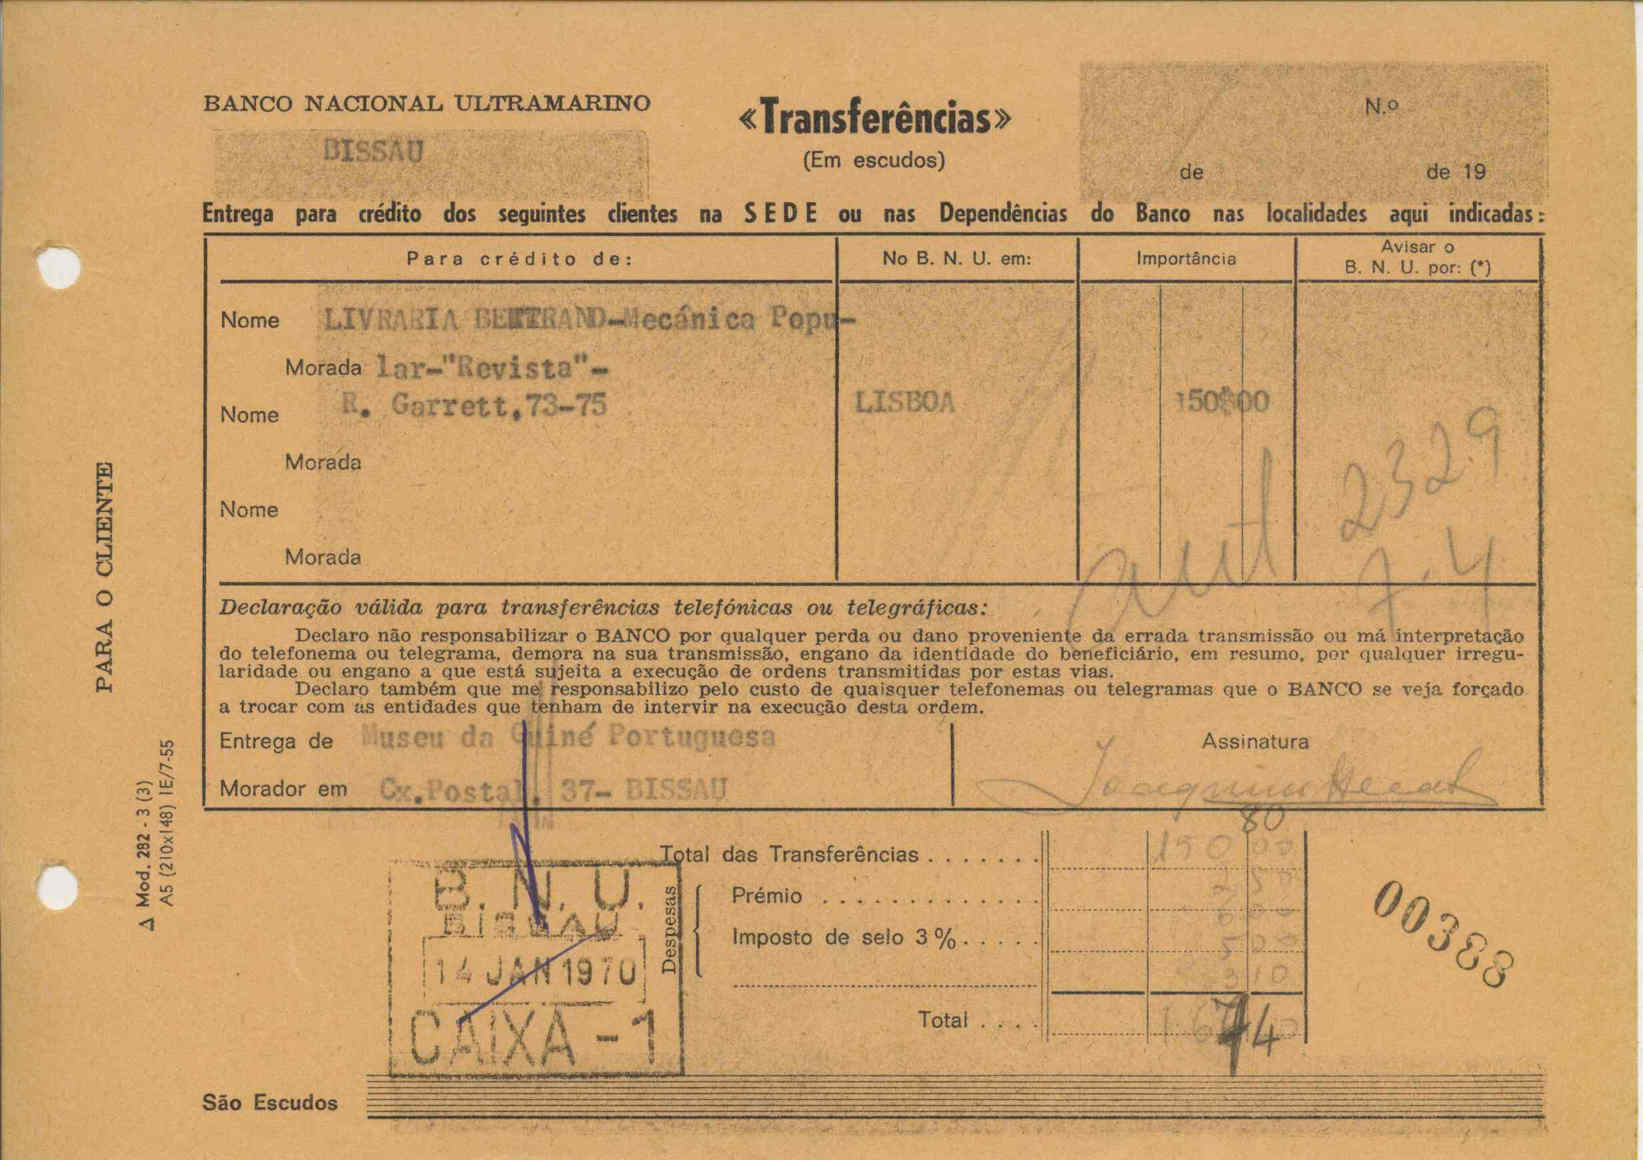 BANCO NACIONAL ULTRAMARINO
BISSAU
«Transferências»
(Em escudos)
N.º
de de 19
Entrega para crédito dos seguintes clientes na SEDE ou nas Dependências do Banco nas localidades aqui indicadas:
Para crédito de: No B. N. U. em: Importância Avisar o B. N. U. por: (*)
Nome LIVRARIA BERTRAND-Mecánica Popu-
Morada lar-"Revista"-
Nome R. Garrett,73-75 LISBOA 150$00
Morada
Nome
Morada
aut 2329
7.4
Declaração válida para transferências telefónicas ou telegráficas:
Declaro não responsabilizar o BANCO por qualquer perda ou dano proveniente da errada transmissão ou má interpretação
do telefonema ou telegrama, demora na sua transmissão, engano da identidade do beneficiário, em resumo, por qualquer irregu-
laridade ou engano a que está sujeita a execução de ordens transmitidas por estas vias.
Declaro também que me responsabilizo pelo custo de quaisquer telefonemas ou telegramas que o BANCO se veja forçado
a trocar com as entidades que tenham de intervir na execução desta ordem.
Entrega de Museu da Guiné Portuguesa Assinatura
Morador em Cx.Postal, 37- BISSAU
80
Total das Transferências . . . . . . . 150 00
Despesas
Prémio . . . . . . . . . . . . .
Imposto de selo 3% . . . . . 5 00
3 10
Total . . . . 74
B. N. U.
BISSAU
14 JAN 1970
CAIXA - 1
00388
São Escudos
PARA O CLIENTE
Δ Mod. 282 - 3 (3)
A5 (210x148) IE/7-55